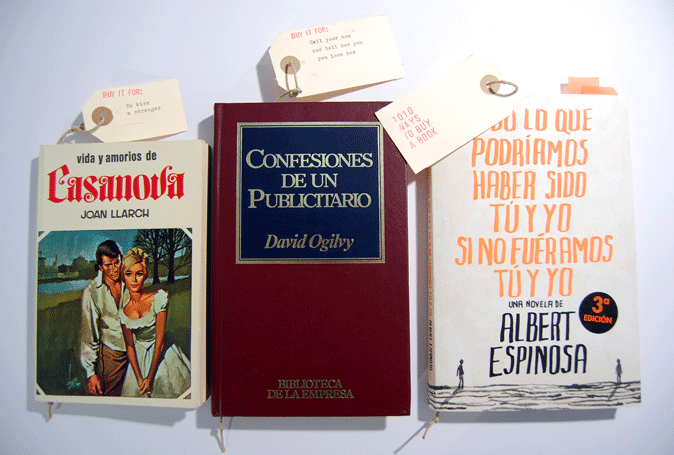 BUY IT FOR:
To kiss
a stranger
vida y amorios de
Casanova
JOAN LLARCH
BUY IT FOR:
Call your mom
and tell her you
you love her
CONFESIONES
DE UN
PUBLICITARIO
David Ogilvy
BIBLIOTECA
DE LA EMPRESA
1010
WAYS
TO BUY
A BOOK
LO QUE
PODRÍAMOS
HABER SIDO
TÚ Y YO
SI NO FUÉRAMOS
TÚ Y YO
UNA NOVELA DE
ALBERT
ESPINOSA
3ª
EDICIÓN